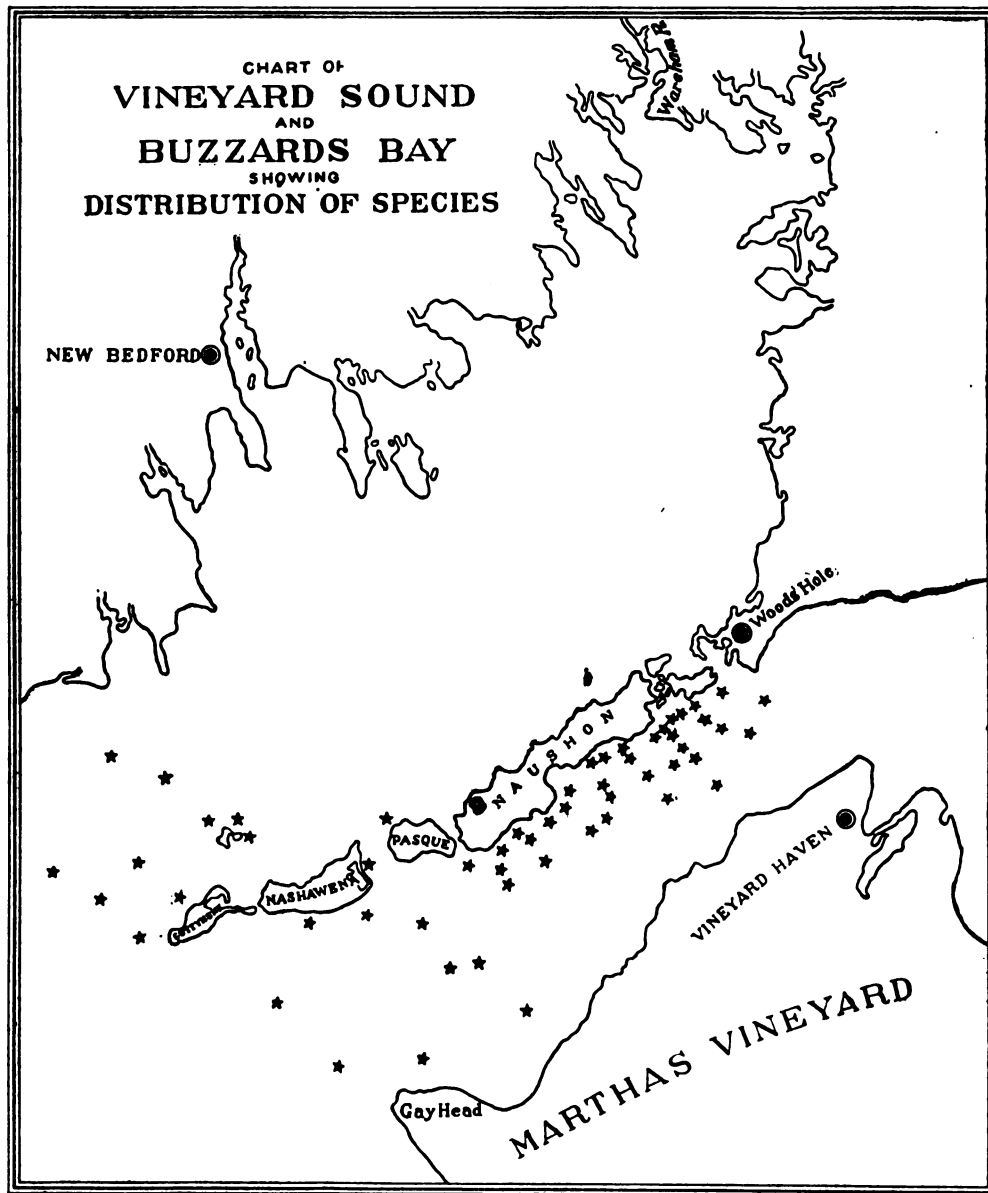 CHART OF
VINEYARD SOUND
AND
BUZZARDS BAY
SHOWING
DISTRIBUTION OF SPECIES
Wareham R
NEW BEDFORD
Woods Hole
NAUSHON
PASQUE
NASHAWENA
VINEYARD HAVEN
MARTHAS VINEYARD
Gay Head